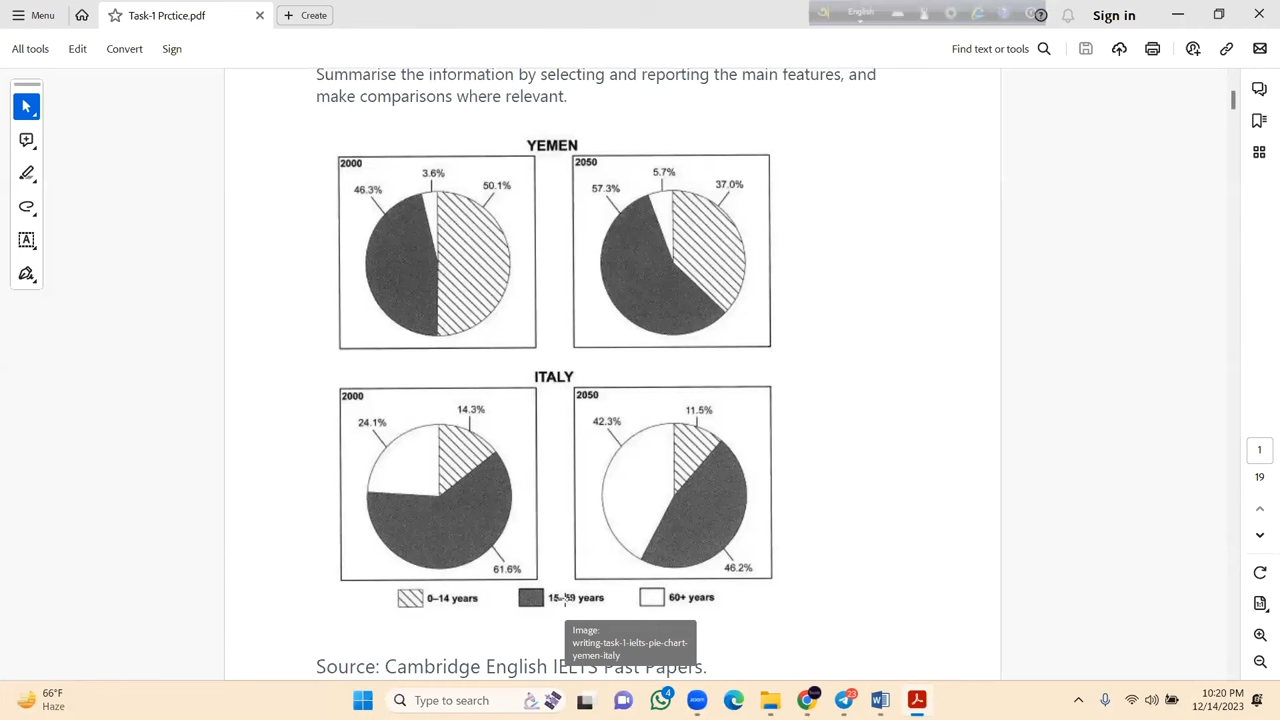 Menu
Task-1 Prctice.pdf
Create
English
Sign in
All tools
Edit
Convert
Sign
Find text or tools
Summarise the information by selecting and reporting the main features, and
make comparisons where relevant.
YEMEN
2000
46.3%
3.6%
50.1%
2050
57.3%
5.7%
37.0%
ITALY
2000
24.1%
14.3%
61.6%
2050
42.3%
11.5%
46.2%
0–14 years
15–59 years
60+ years
Image:
writing-task-1-ielts-pie-chart-
yemen-italy
Source: Cambridge English IELTS Past Papers.
1
19
66°F
Haze
Type to search
zoom
4
23
10:20 PM
12/14/2023